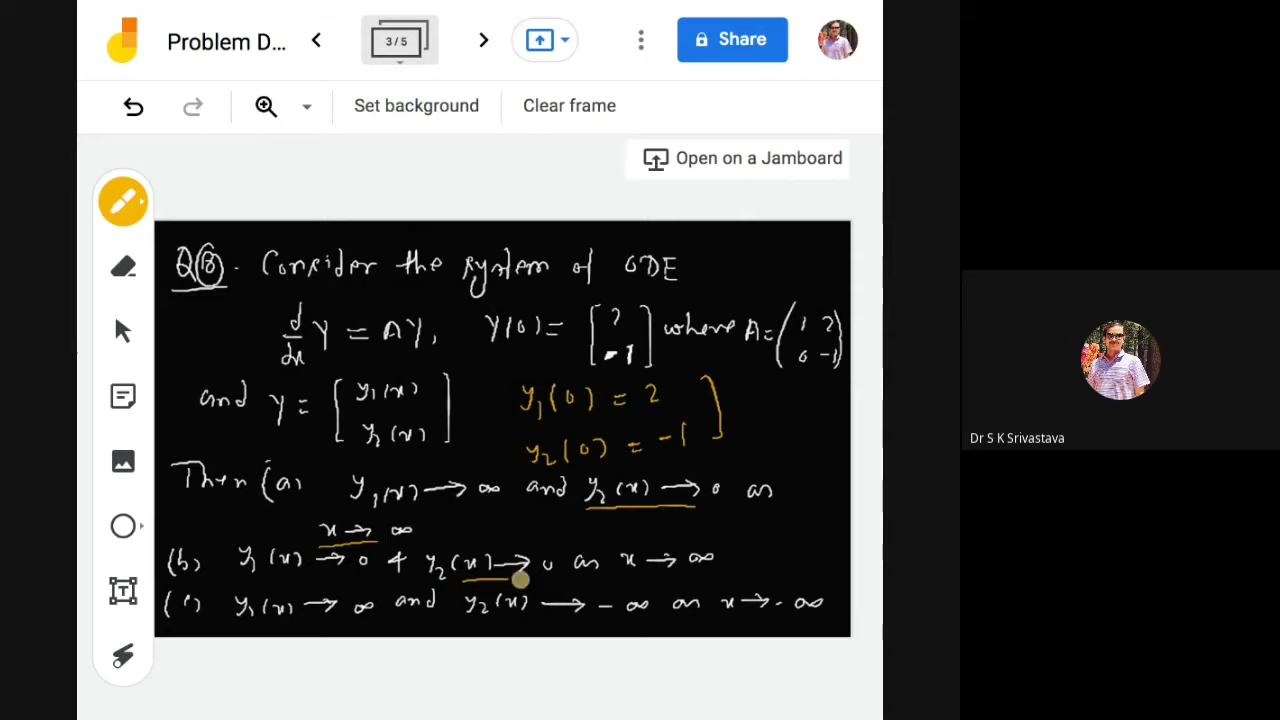 Problem D...
3/5
Share
Set background
Clear frame
Open on a Jamboard
Q(B). Consider the system of ODE
d/dx Y = AY, Y(0) = [2 -1] where A = (1 2 0 -1)
and Y = [y₁(x) y₂(x)]
y₁(0) = 2
y₂(0) = -1
Then (a) y₁(x) → ∞ and y₂(x) → 0 as
x → ∞
(b) y₁(x) → 0 & y₂(x) → 0 as x → ∞
(c) y₁(x) → ∞ and y₂(x) → -∞ as x → -∞
Dr S K Srivastava